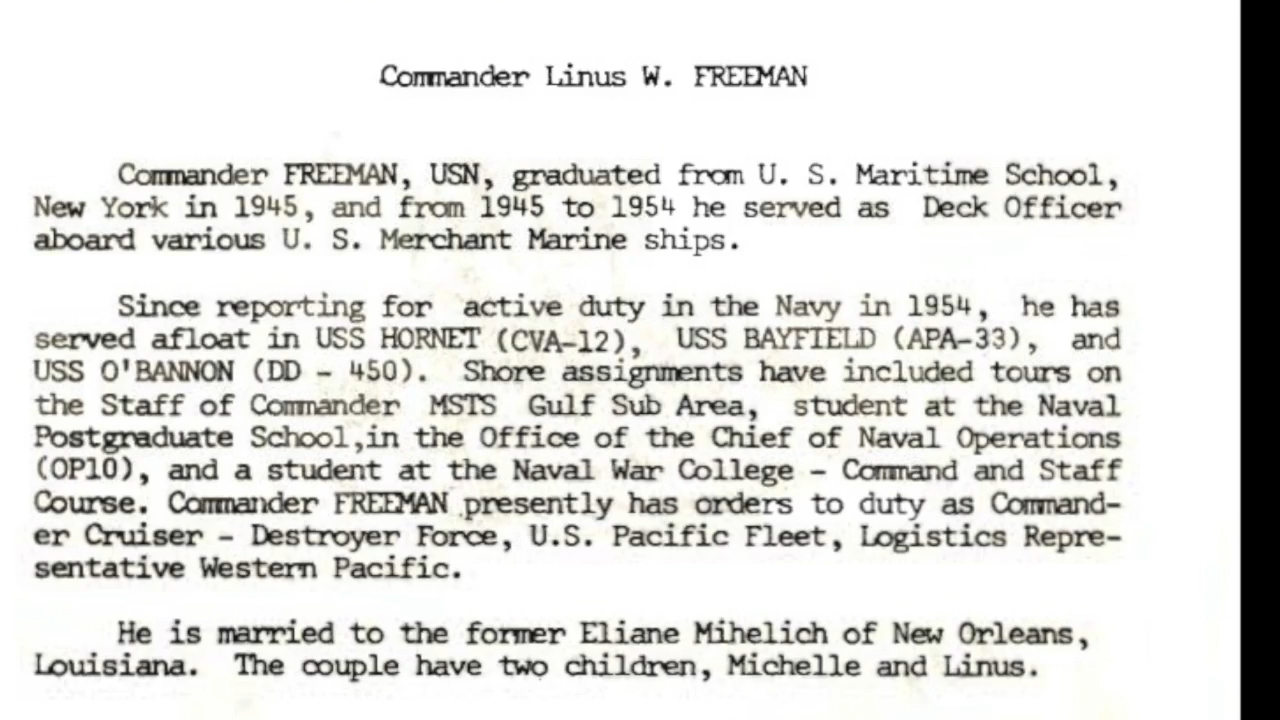 Commander Linus W. FREEMAN
Commander FREEMAN, USN, graduated from U. S. Maritime School,
New York in 1945, and from 1945 to 1954 he served as Deck Officer
aboard various U. S. Merchant Marine ships.
Since reporting for active duty in the Navy in 1954, he has
served afloat in USS HORNET (CVA-12), USS BAYFIELD (APA-33), and
USS O'BANNON (DD - 450). Shore assignments have included tours on
the Staff of Commander MSTS Gulf Sub Area, student at the Naval
Postgraduate School,in the Office of the Chief of Naval Operations
(OP10), and a student at the Naval War College - Command and Staff
Course. Commander FREEMAN presently has orders to duty as Command-
er Cruiser - Destroyer Force, U.S. Pacific Fleet, Logistics Repre-
sentative Western Pacific.
He is married to the former Eliane Mihelich of New Orleans,
Louisiana. The couple have two children, Michelle and Linus.